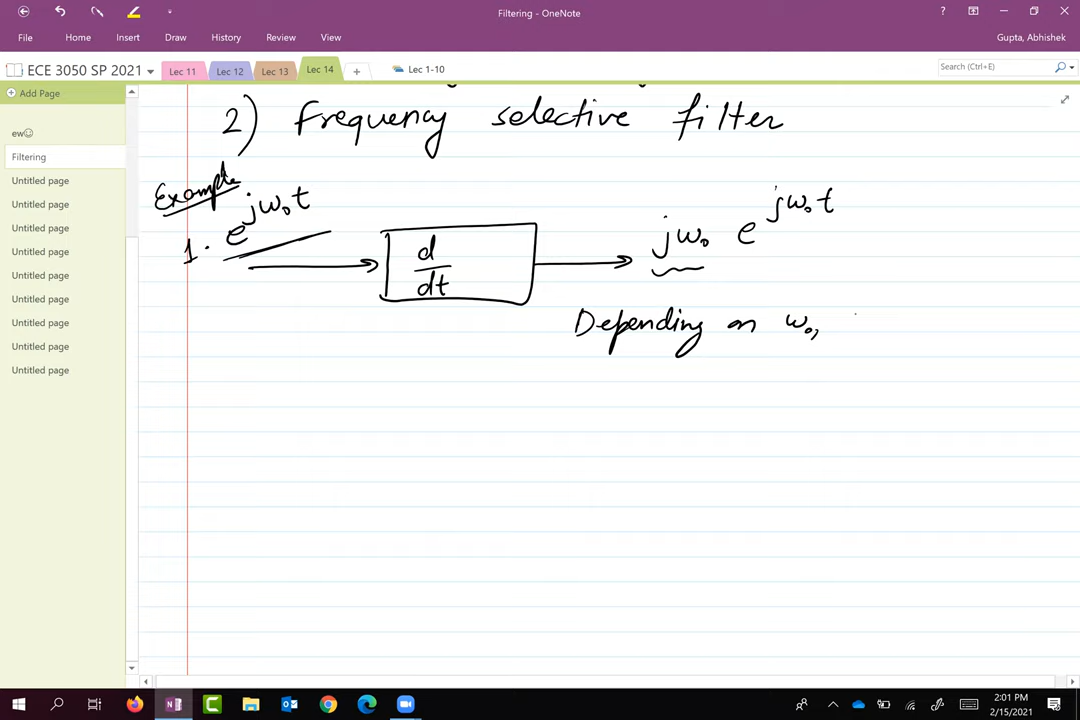 Filtering - OneNote
File Home Insert Draw History Review View
Gupta, Abhishek
ECE 3050 SP 2021
Lec 11 Lec 12 Lec 13 Lec 14 + Lec 1-10
Search (Ctrl+E)
Add Page
ew☺
Filtering
Untitled page
Untitled page
Untitled page
Untitled page
Untitled page
Untitled page
Untitled page
Untitled page
Untitled page
2) Frequency selective filter
Example
1. e^{jω₀t} → d/dt → jω₀ e^{jω₀t}
Depending on ω₀,
2:01 PM
2/15/2021